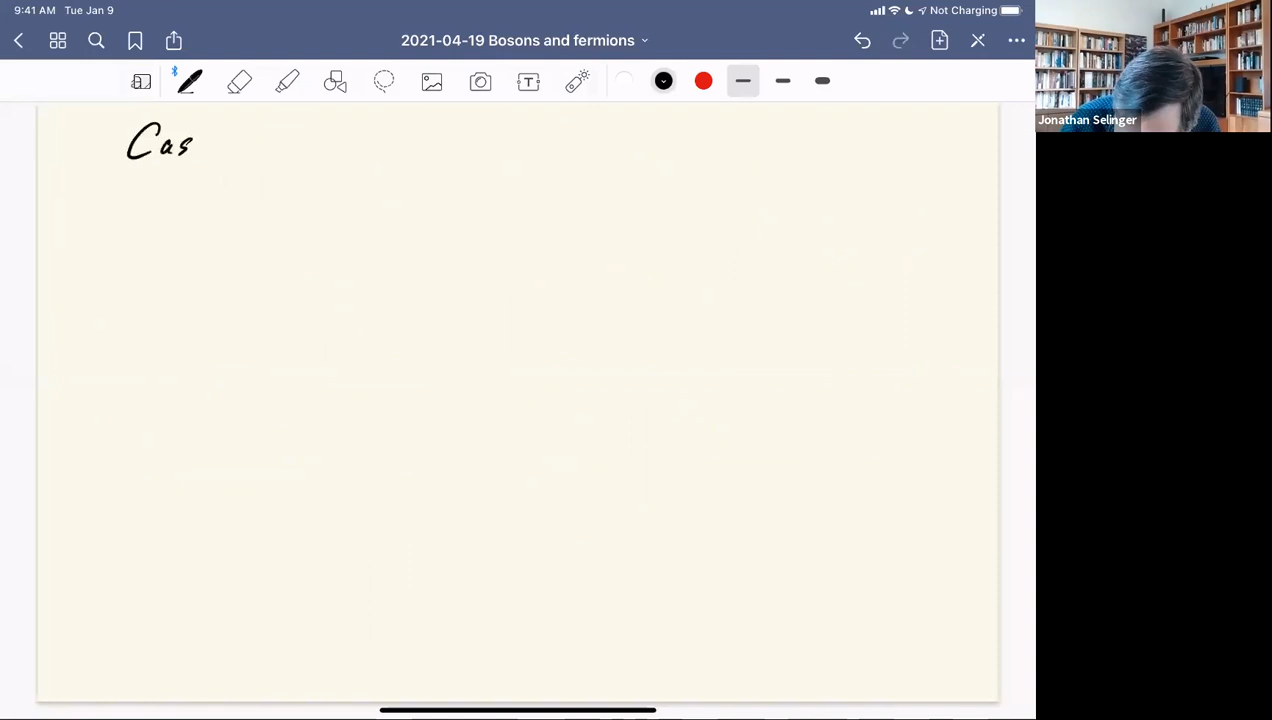 9:41 AM Tue Jan 9
Not Charging
2021-04-19 Bosons and fermions
T
Jonathan Selinger
Cas